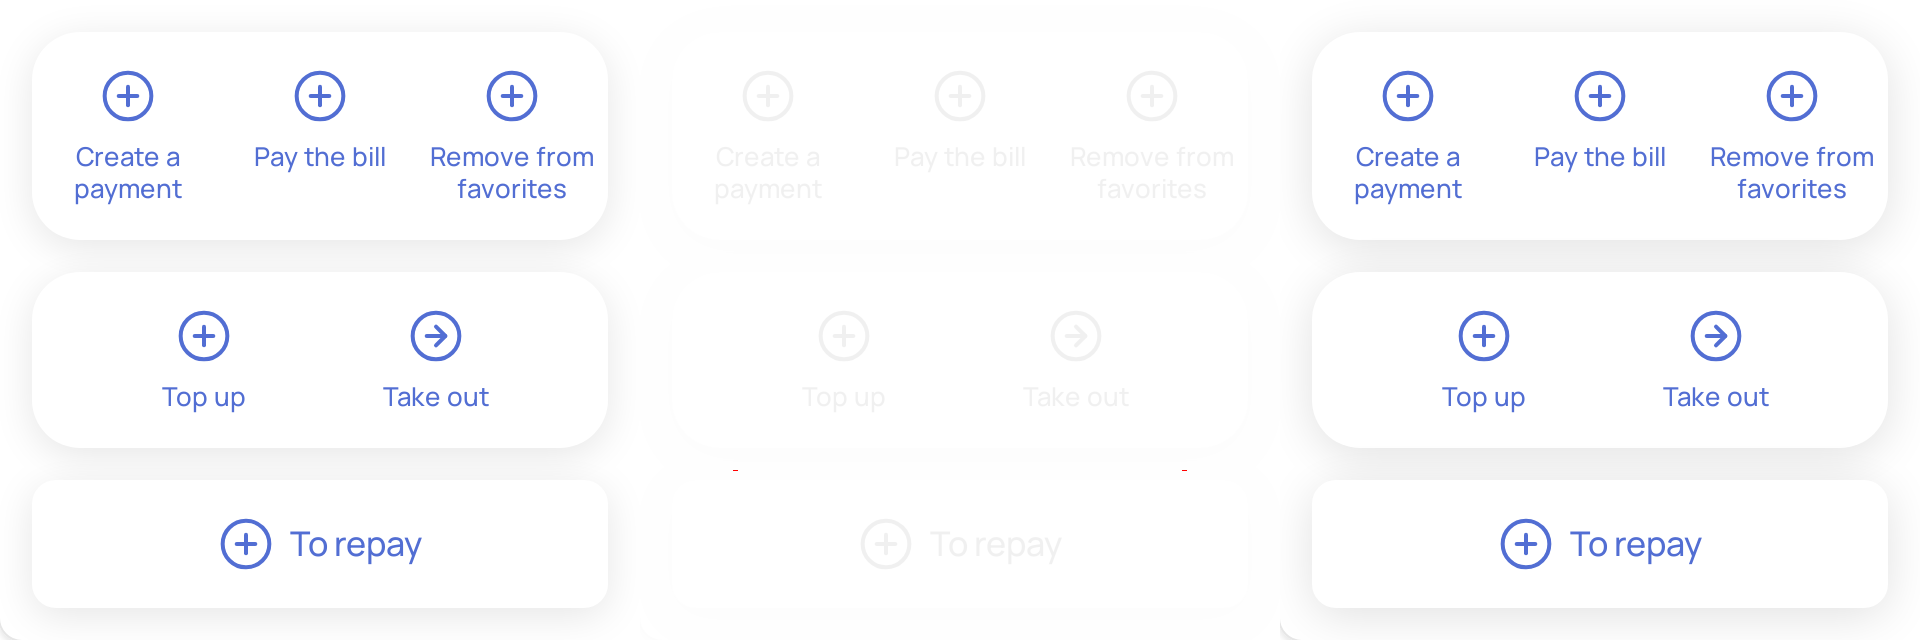 Create a
payment
Pay the bill
Remove from
favorites
Top up
Take out
To repay
Create a
payment
Pay the bill
Remove from
favorites
Top up
Take out
To repay
Create a
payment
Pay the bill
Remove from
favorites
Top up
Take out
To repay